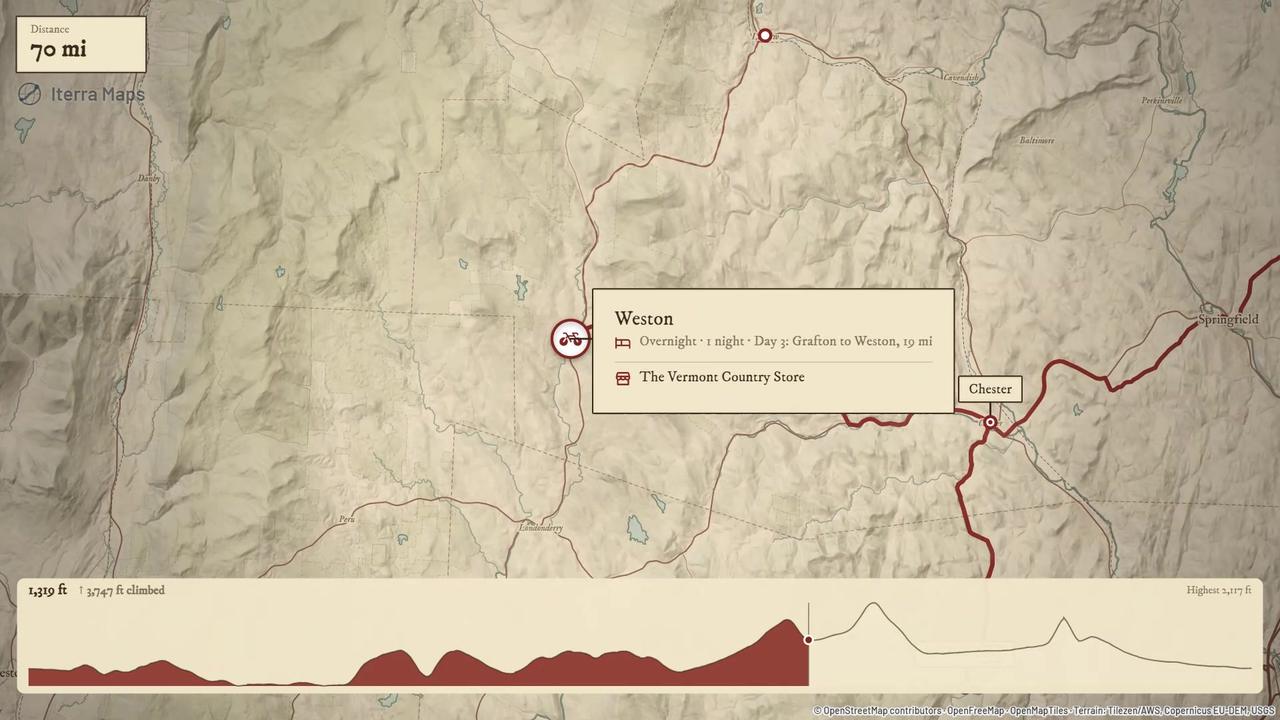 Distance
70 mi
Iterra Maps
Cavendish
Perkinsville
Baltimore
Danby
Weston
Overnight · 1 night · Day 3: Grafton to Weston, 19 mi
The Vermont Country Store
Springfield
Chester
Peru
Londonderry
1,319 ft ↑ 3,747 ft climbed
Highest 2,117 ft
© OpenStreetMap contributors · OpenFreeMap · OpenMapTiles · Terrain: Tilezen/AWS, Copernicus EU-DEM, USGS